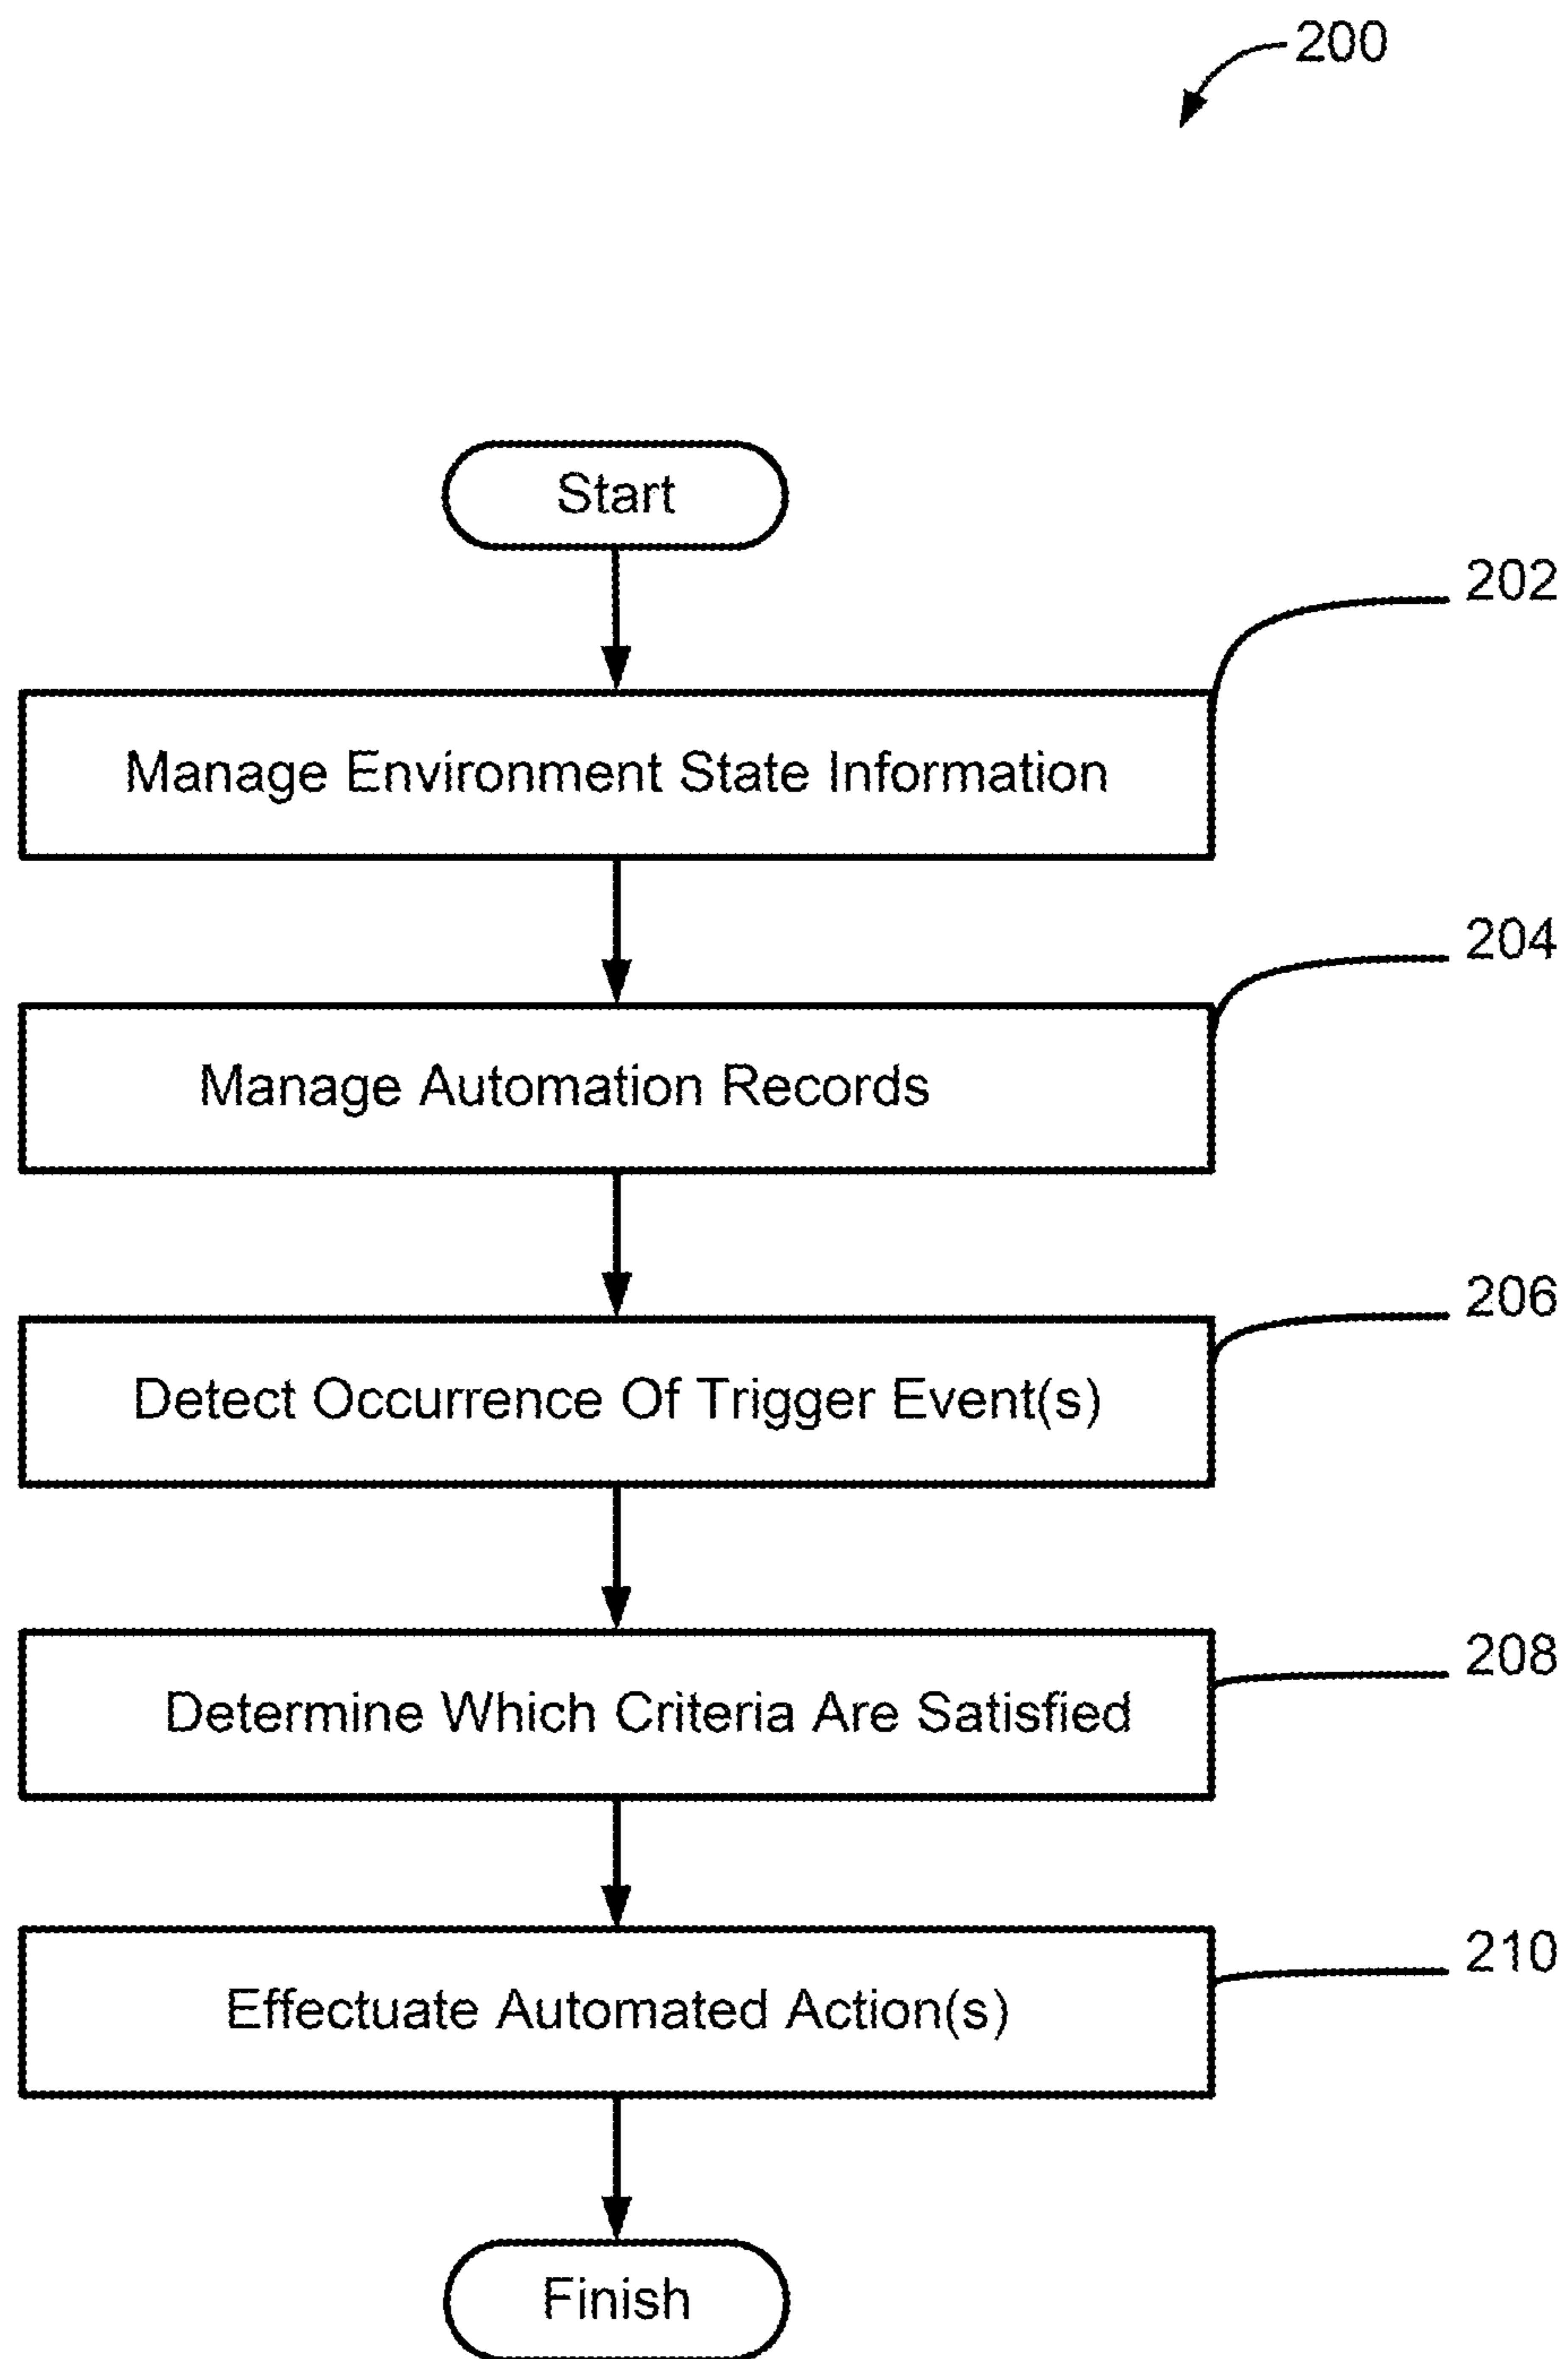 200
Start
202
Manage Environment State Information
204
Manage Automation Records
206
Detect Occurrence Of Trigger Event(s)
208
Determine Which Criteria Are Satisfied
210
Effectuate Automated Action(s)
Finish